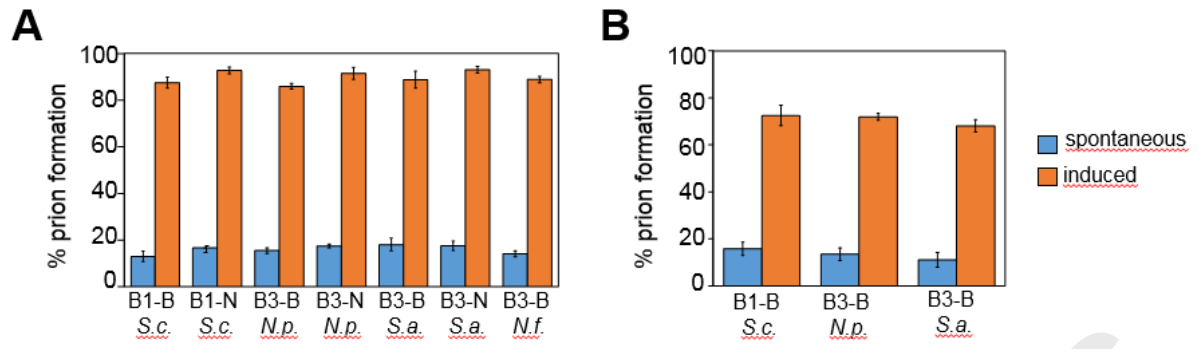 A
% prion formation
100
80
60
40
20
0
B1-B B1-N B3-B B3-N B3-B B3-N B3-B
S.c. S.c. N.p. N.p. S.a. S.a. N.f.
B
% prion formation
100
80
60
40
20
0
B1-B B3-B B3-B
S.c. N.p. S.a.
spontaneous
induced